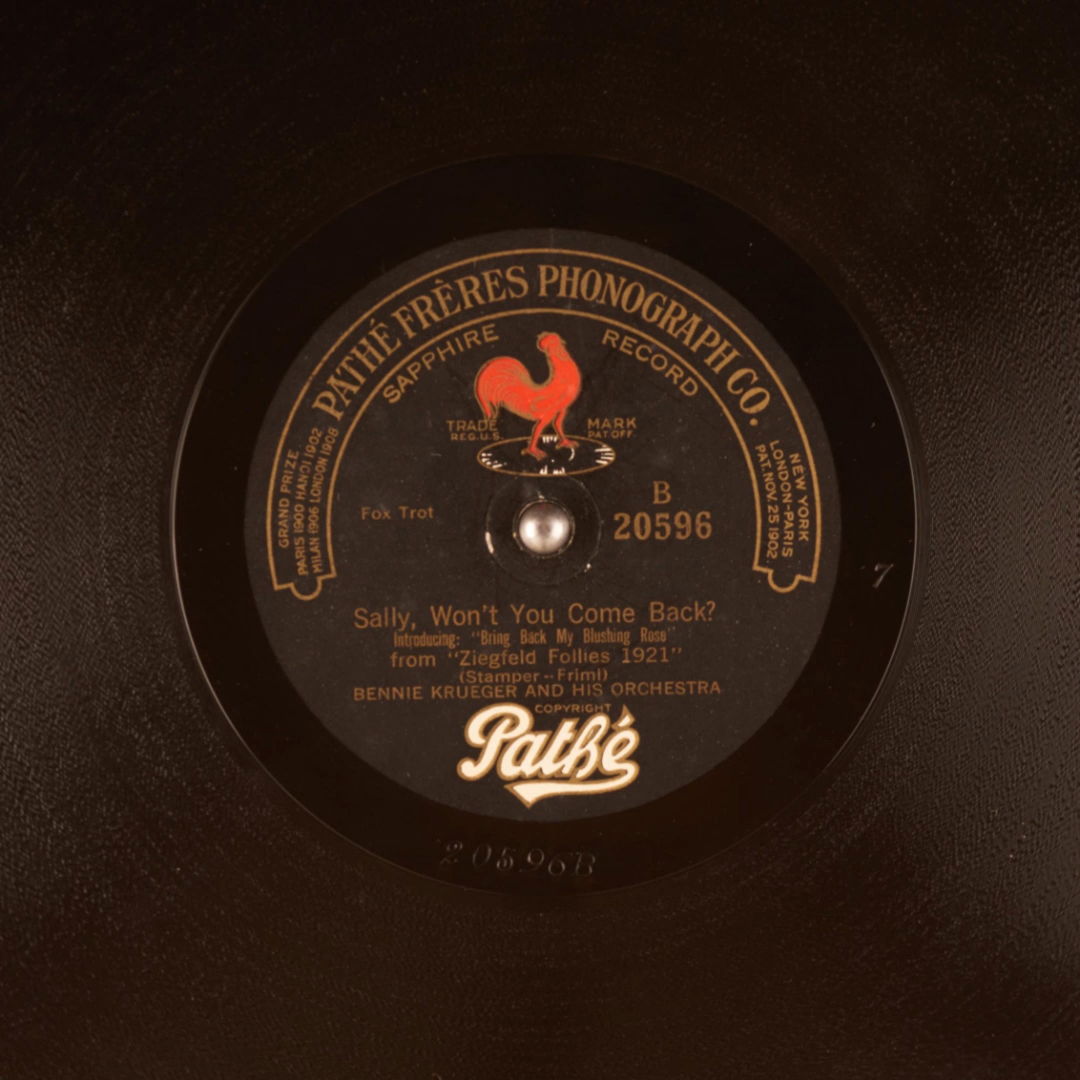 PATHÉ FRÈRES PHONOGRAPH CO.
SAPPHIRE RECORD
GRAND PRIZE
PARIS 1900 HANOI 1902
MILAN 1906 LONDON 1908
NEW YORK
LONDON-PARIS
PAT. NOV. 25 1902.
TRADE MARK
REG. U.S. PAT. OFF.
Fox Trot
B
20596
Sally, Won't You Come Back?
Introducing: "Bring Back My Blushing Rose"
from "Ziegfeld Follies 1921"
(Stamper--Friml)
BENNIE KRUEGER AND HIS ORCHESTRA
COPYRIGHT
Pathé
7
20596B